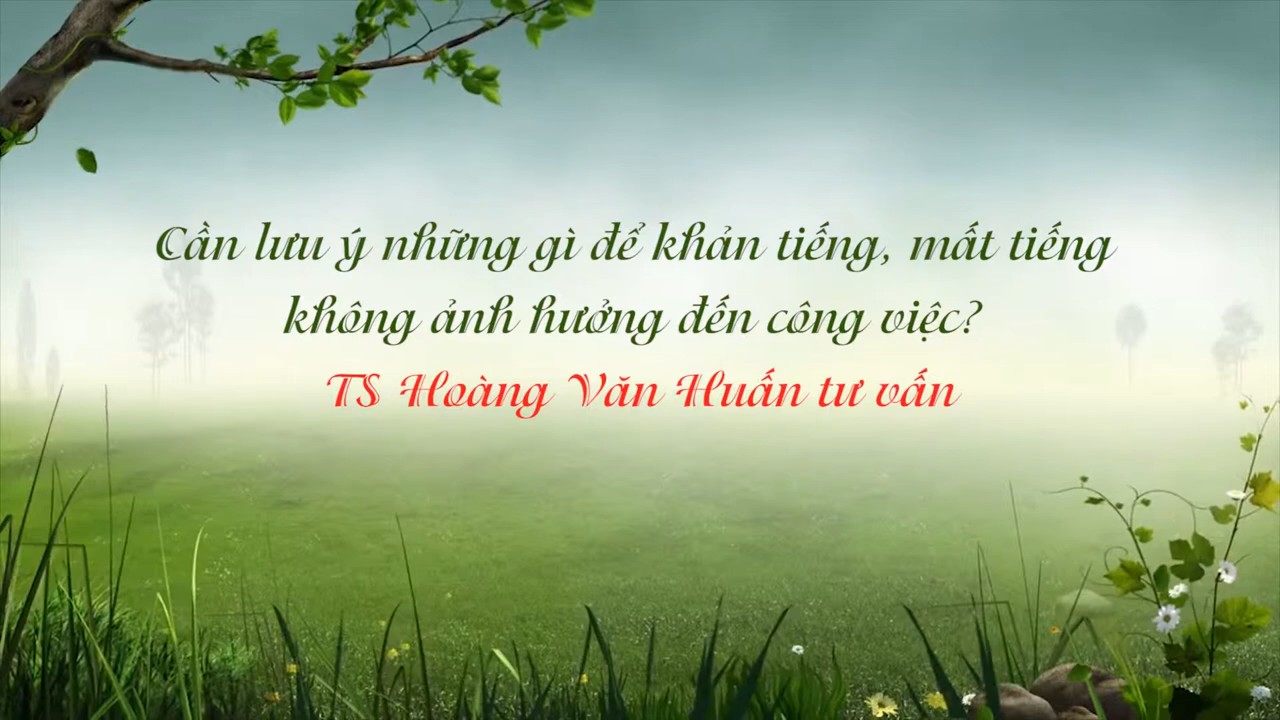 Cần lưu ý những gì để khản tiếng, mất tiếng
không ảnh hưởng đến công việc?
TS Hoàng Văn Huấn tư vấn